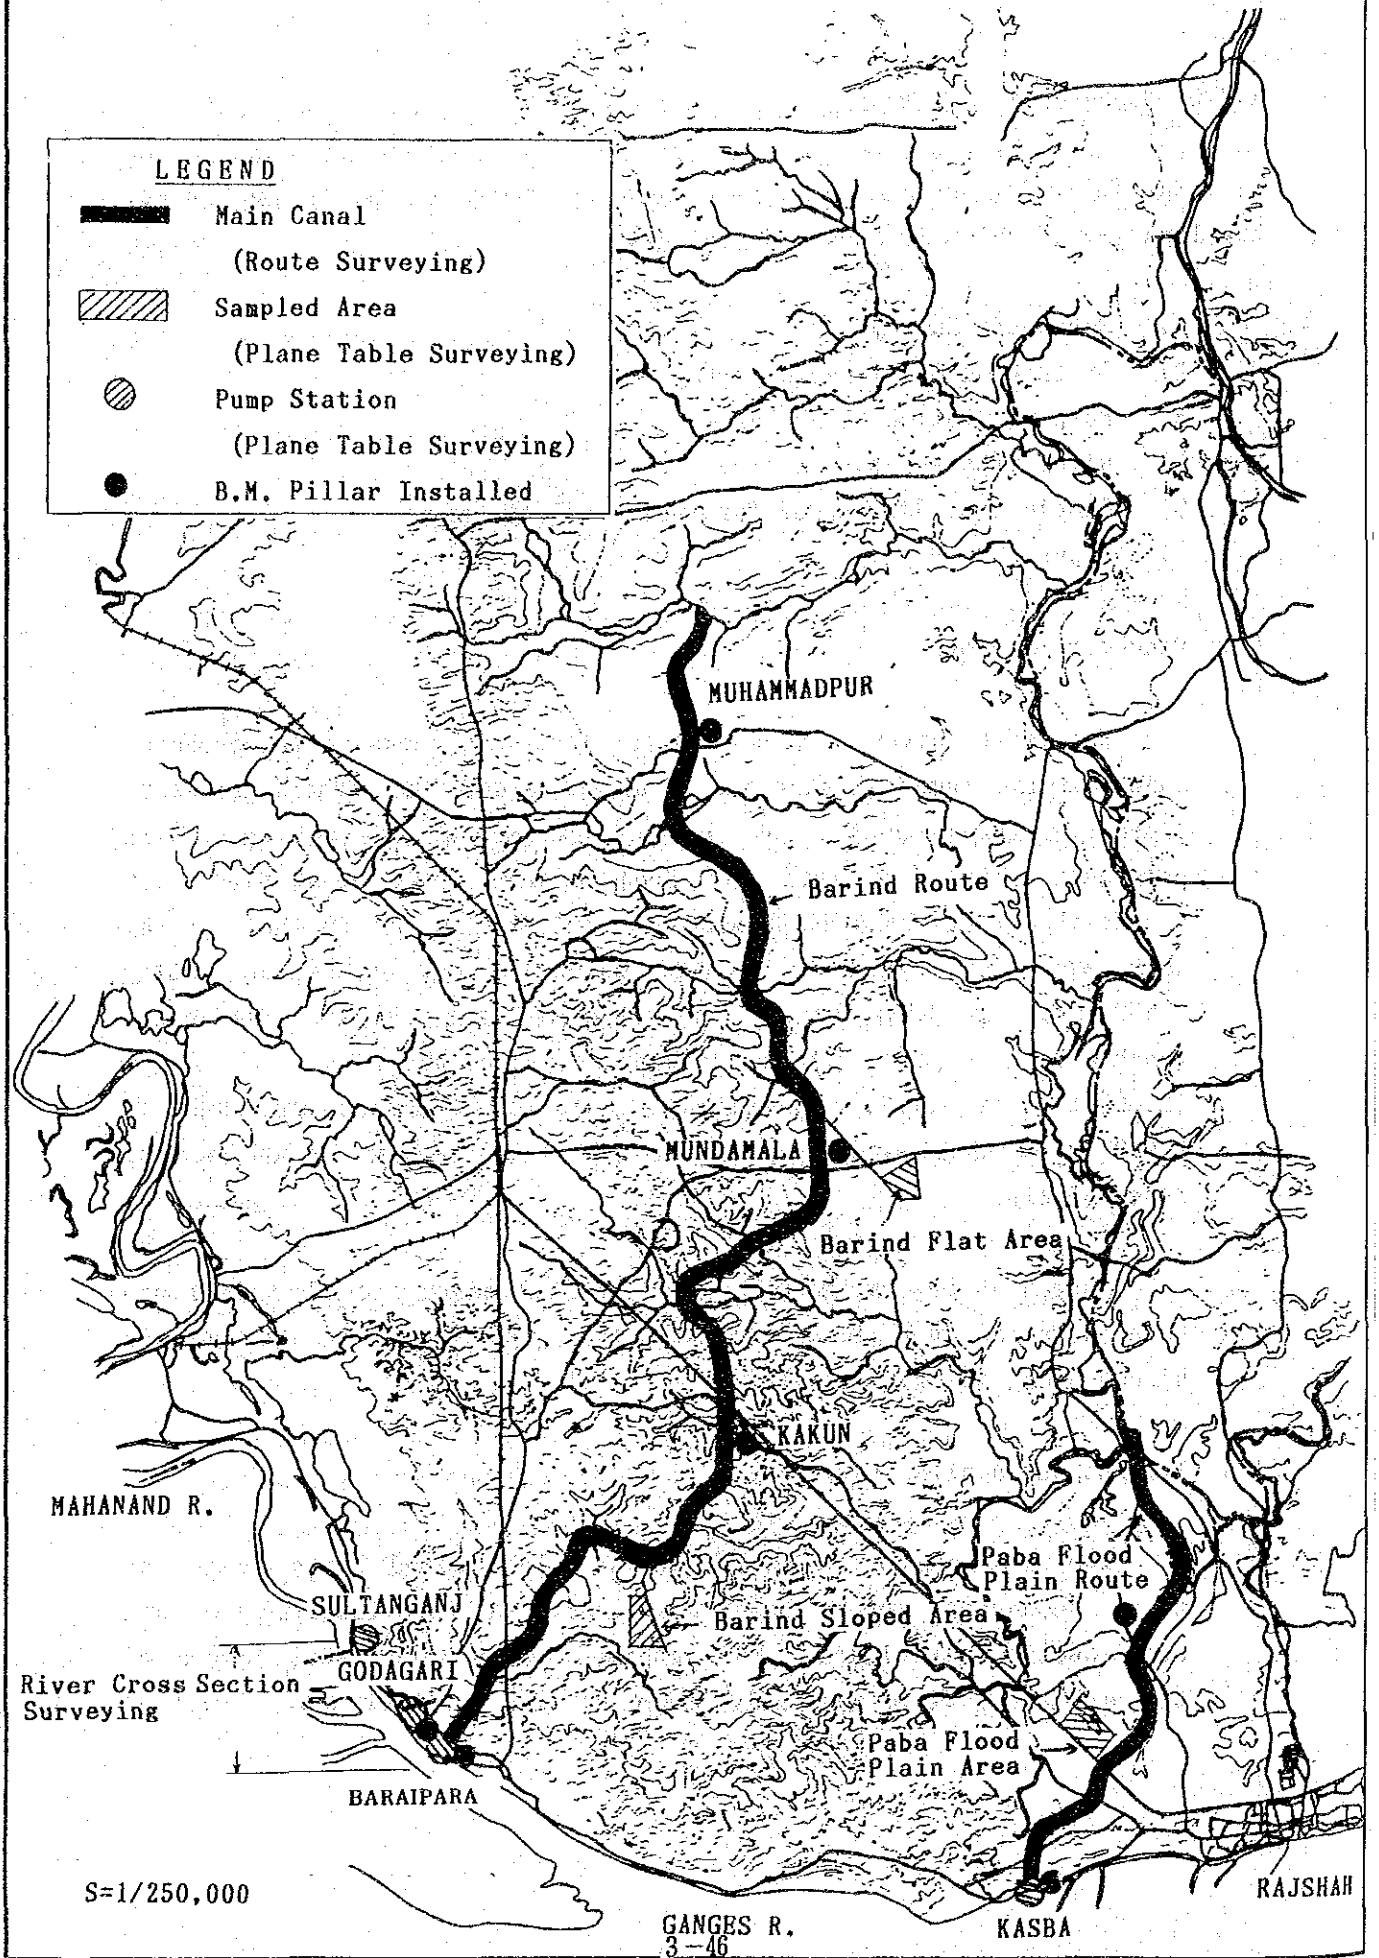 LEGEND
Main Canal
(Route Surveying)
Sampled Area
(Plane Table Surveying)
Pump Station
(Plane Table Surveying)
B.M. Pillar Installed
MUHAMMADPUR
Barind Route
MUNDAMALA
Barind Flat Area
KAKUN
MAHANAND R.
Paba Flood
Plain Route
SULTANGANJ
Barind Sloped Area
GODAGARI
River Cross Section
Surveying
Paba Flood
Plain Area
BARAIPARA
S=1/250,000
RAJSHAH
GANGES R.
KASBA
3-46